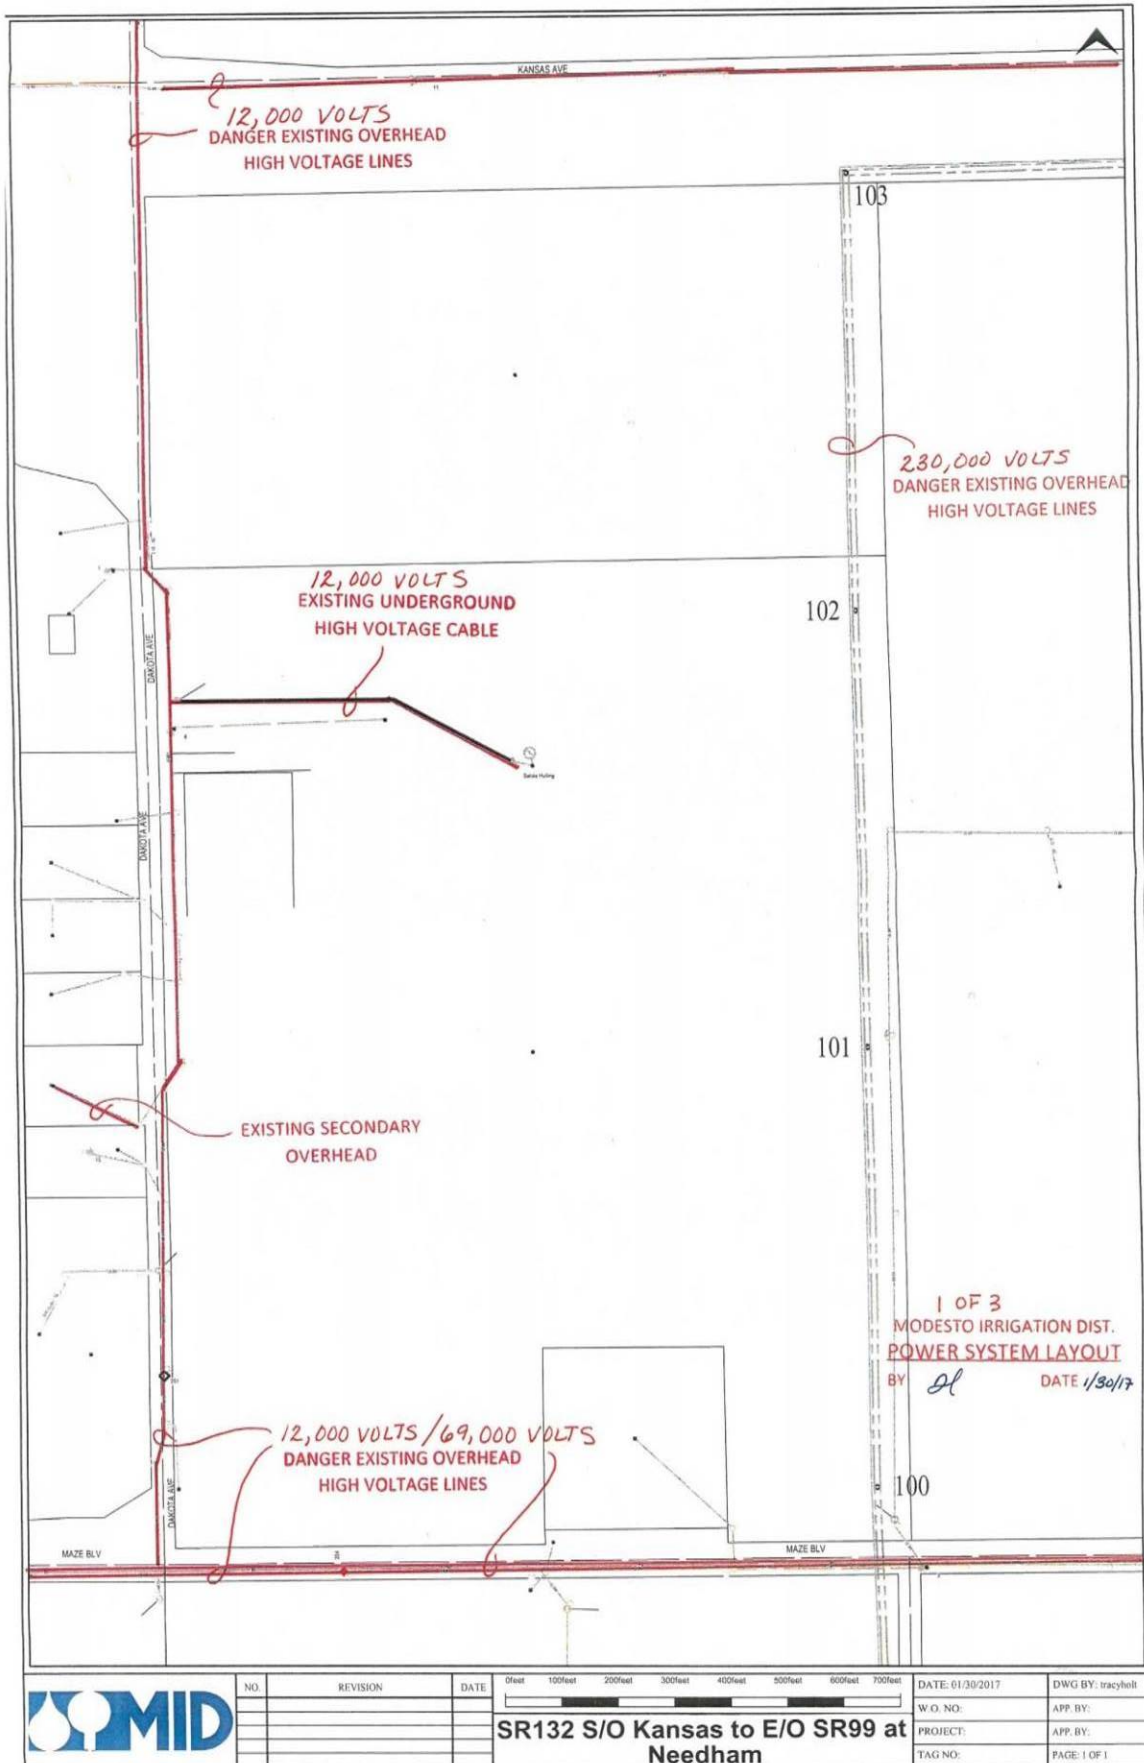 KANSAS AVE
12,000 VOLTS
DANGER EXISTING OVERHEAD
HIGH VOLTAGE LINES
103
230,000 VOLTS
DANGER EXISTING OVERHEAD
HIGH VOLTAGE LINES
12,000 VOLTS
EXISTING UNDERGROUND
HIGH VOLTAGE CABLE
102
DAKOTA AVE
DAKOTA AVE
101
EXISTING SECONDARY
OVERHEAD
1 OF 3
MODESTO IRRIGATION DIST.
POWER SYSTEM LAYOUT
BY DATE 1/30/17
12,000 VOLTS/69,000 VOLTS
DANGER EXISTING OVERHEAD
HIGH VOLTAGE LINES
100
DAKOTA AVE
MAZE BLV
MAZE BLV
MID
NO. REVISION DATE
0feet 100feet 200feet 300feet 400feet 500feet 600feet 700feet
SR132 S/O Kansas to E/O SR99 at
Needham
DATE: 01/30/2017 DWG BY: tracyholt
W.O. NO: APP. BY:
PROJECT: APP. BY:
TAG NO: PAGE: 1 OF 1